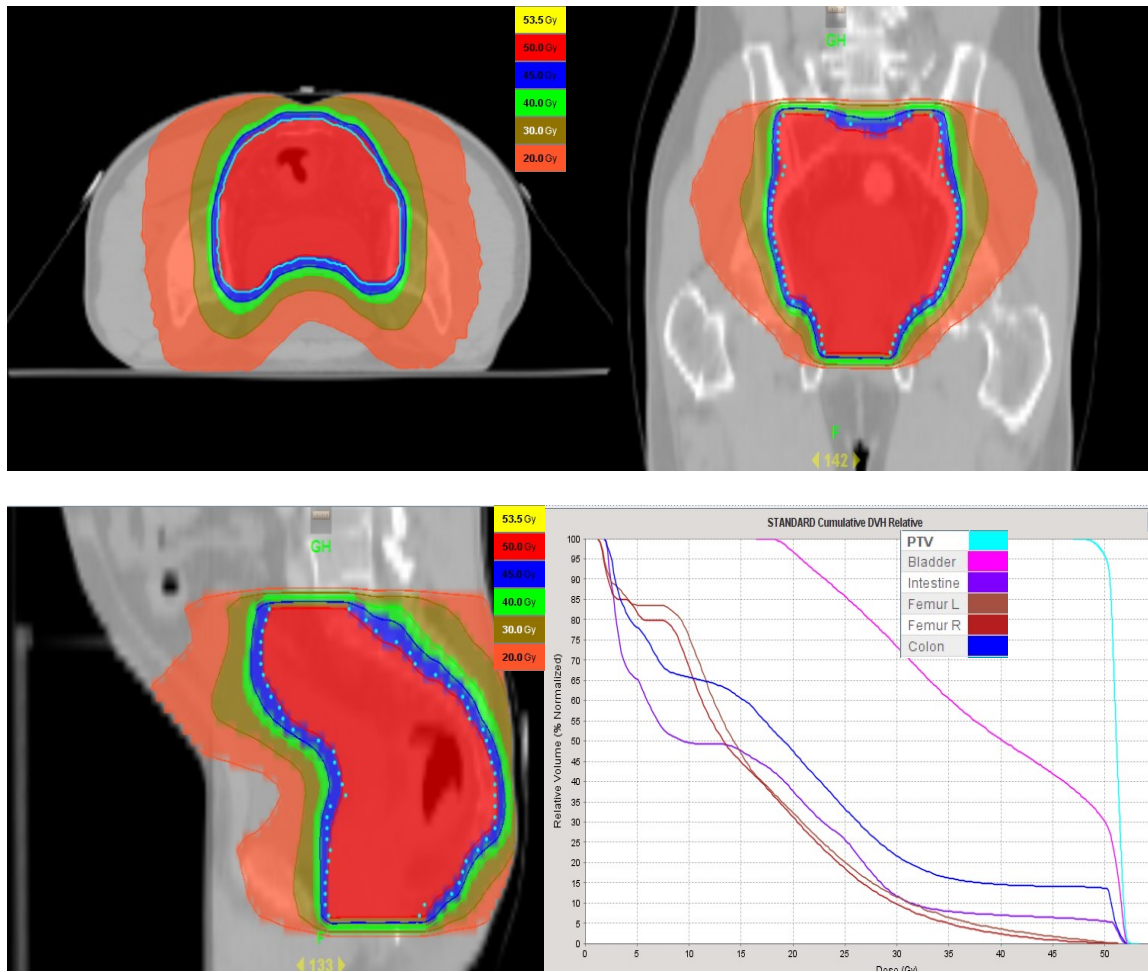 53.5 Gy
50.0 Gy
45.0 Gy
40.0 Gy
30.0 Gy
20.0 Gy
GH
F
142
GH
F
133
53.5 Gy
50.0 Gy
45.0 Gy
40.0 Gy
30.0 Gy
20.0 Gy
STANDARD Cumulative DVH Relative
PTV
Bladder
Intestine
Femur L
Femur R
Colon
Relative Volume (% Normalized)
100
95
90
85
80
75
70
65
60
55
50
45
40
35
30
25
20
15
10
5
0
0 5 10 15 20 25 30 35 40 45 50
Dose (Gy)